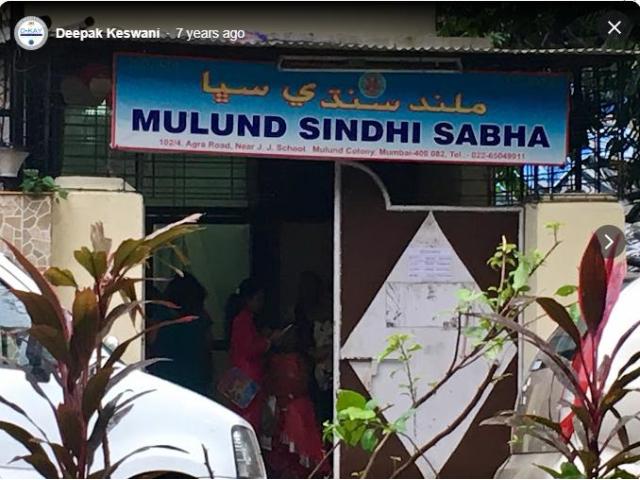 Deepak Keswani · 7 years ago
ملند سنڌي سڀا
MULUND SINDHI SABHA
102/4, Agra Road, Near J. J. School, Mulund Colony, Mumbai-400 082, Tel.:- 022-65049911